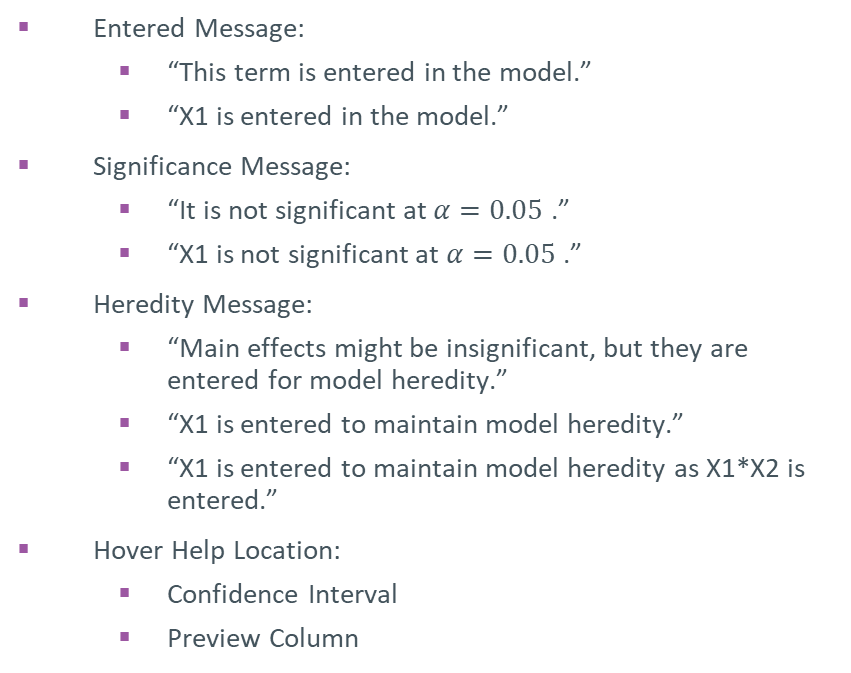 ▪ Entered Message:
▪ “This term is entered in the model.”
▪ “X1 is entered in the model.”
▪ Significance Message:
▪ “It is not significant at α = 0.05 .”
▪ “X1 is not significant at α = 0.05 .”
▪ Heredity Message:
▪ “Main effects might be insignificant, but they are
entered for model heredity.”
▪ “X1 is entered to maintain model heredity.”
▪ “X1 is entered to maintain model heredity as X1*X2 is
entered.”
▪ Hover Help Location:
▪ Confidence Interval
▪ Preview Column